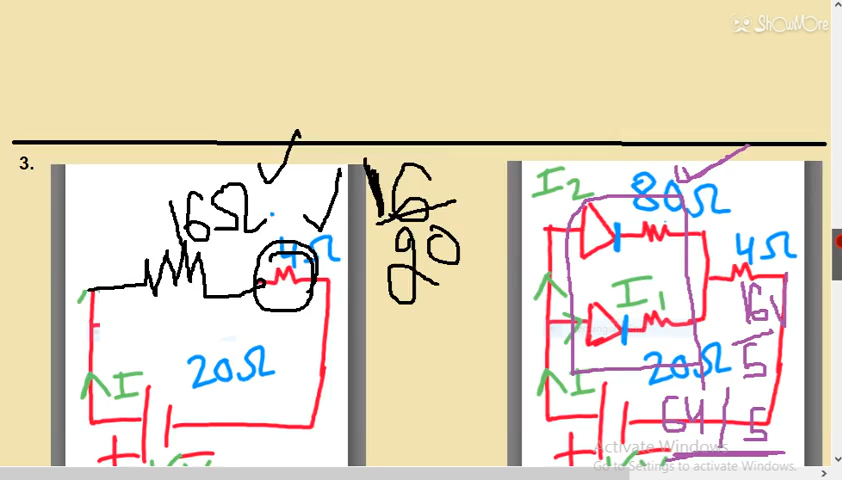 ShowMore
3.
16Ω
4Ω
I
20Ω
+
16
20
I2
80Ω
4Ω
I1
20Ω
I
16
5
64/5
+
Activate Windows
Go to Settings to activate Windows.